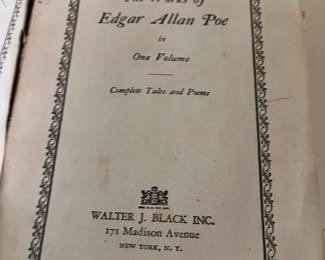 The Works of
Edgar Allan Poe
in
One Volume
Complete Tales and Poems
WALTER J. BLACK INC.
171 Madison Avenue
NEW YORK, N. Y.